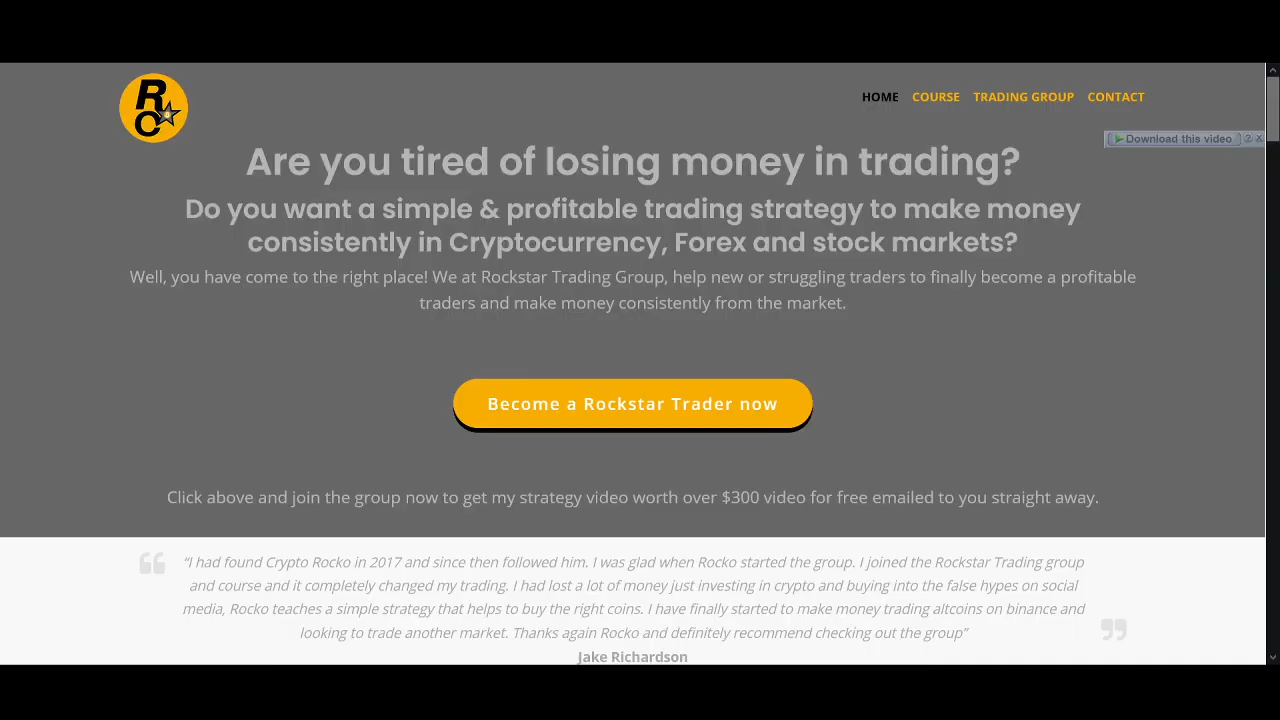 RC
HOME COURSE TRADING GROUP CONTACT
Download this video ? X
Are you tired of losing money in trading?
Do you want a simple & profitable trading strategy to make money
consistently in Cryptocurrency, Forex and stock markets?
Well, you have come to the right place! We at Rockstar Trading Group, help new or struggling traders to finally become a profitable
traders and make money consistently from the market.
Become a Rockstar Trader now
Click above and join the group now to get my strategy video worth over $300 video for free emailed to you straight away.
“I had found Crypto Rocko in 2017 and since then followed him. I was glad when Rocko started the group. I joined the Rockstar Trading group
and course and it completely changed my trading. I had lost a lot of money just investing in crypto and buying into the false hypes on social
media, Rocko teaches a simple strategy that helps to buy the right coins. I have finally started to make money trading altcoins on binance and
looking to trade another market. Thanks again Rocko and definitely recommend checking out the group”
Jake Richardson